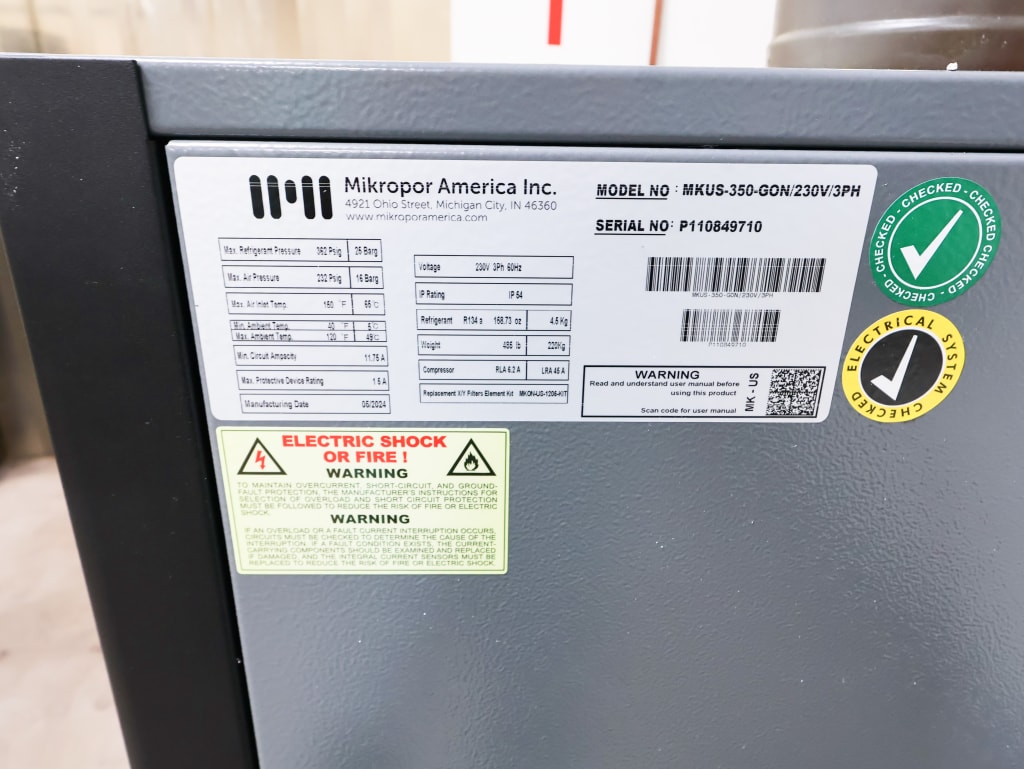 Mikropor America Inc.
4921 Ohio Street, Michigan City, IN 46360
www.mikroporamerica.com
MODEL NO : MKUS-350-GON/230V/3PH
SERIAL NO: P110849710
MKUS-350-GON/230V/3PH
P110849710
Max. Refrigerant Pressure 362 Psig 25 Barg
Max. Air Pressure 232 Psig 16 Barg
Max. Air Inlet Temp. 150 °F 55 °C
Min. Ambient Temp. 40 °F 5 °C
Max. Ambient Temp. 120 °F 49 °C
Min. Circuit Ampacity 11.75 A
Max. Protective Device Rating 15 A
Manufacturing Date 06/2024
Voltage 230V 3Ph 60Hz
IP Rating IP 54
Refrigerant R134 a 158.73 oz 4.5 Kg
Weight 485 lb 220Kg
Compressor RLA 6.2 A LRA 45 A
Replacement X/Y Filters Element Kit MKON-US-1206-KIT
WARNING
Read and understand user manual before
using this product
Scan code for user manual
MK - US
CHECKED - CHECKED - CHECKED - CHECKED
ELECTRICAL SYSTEM
CHECKED
ELECTRIC SHOCK
OR FIRE !
WARNING
TO MAINTAIN OVERCURRENT, SHORT-CIRCUIT, AND GROUND-
FAULT PROTECTION, THE MANUFACTURER'S INSTRUCTIONS FOR
SELECTION OF OVERLOAD AND SHORT CIRCUIT PROTECTION
MUST BE FOLLOWED TO REDUCE THE RISK OF FIRE OR ELECTRIC
SHOCK.
WARNING
IF AN OVERLOAD OR A FAULT CURRENT INTERRUPTION OCCURS,
CIRCUITS MUST BE CHECKED TO DETERMINE THE CAUSE OF THE
INTERRUPTION. IF A FAULT CONDITION EXISTS, THE CURRENT-
CARRYING COMPONENTS SHOULD BE EXAMINED AND REPLACED
IF DAMAGED, AND THE INTEGRAL CURRENT SENSORS MUST BE
REPLACED TO REDUCE THE RISK OF FIRE OR ELECTRIC SHOCK.